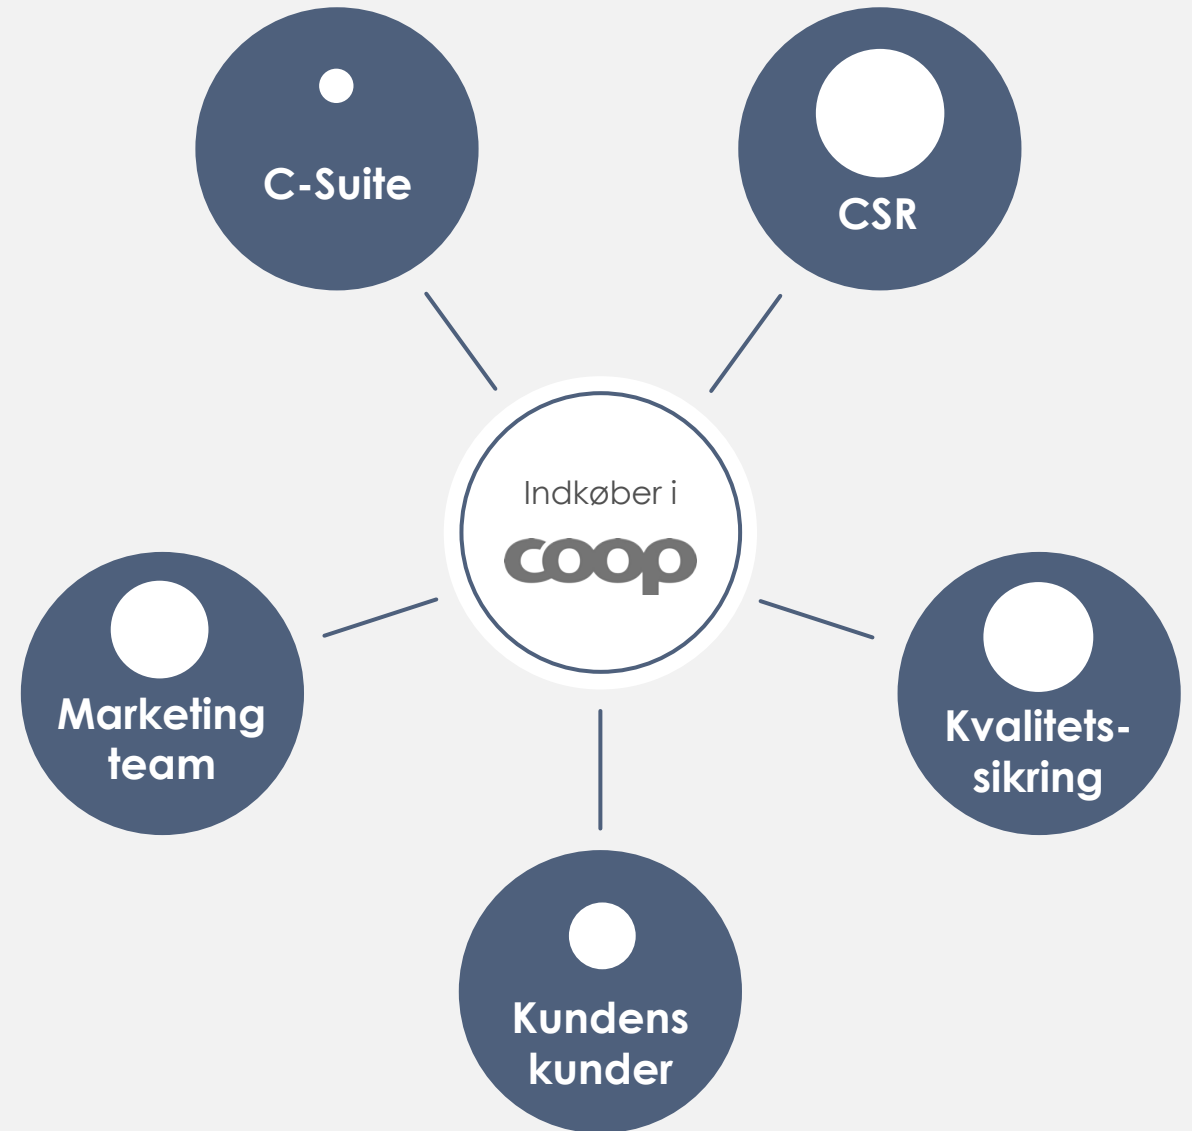 C-Suite
CSR
Indkøber i
coop
Marketing
team
Kvalitets-
sikring
Kundens
kunder